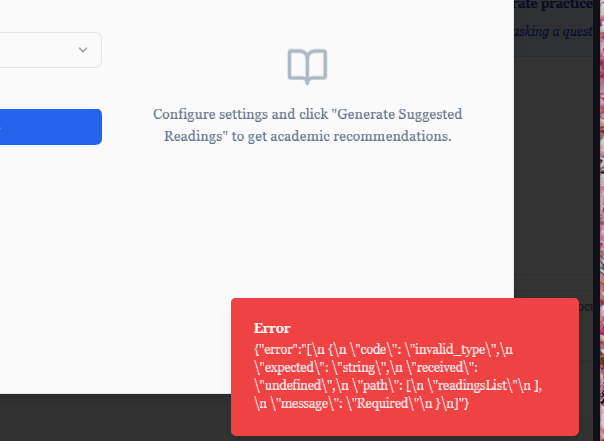 rate practice
asking a quest
Configure settings and click "Generate Suggested
Readings" to get academic recommendations.
Error
{"error":"[\n {\n \"code\": \"invalid_type\",\n
\"expected\": \"string\",\n \"received\":
\"undefined\",\n \"path\": [\n \"readingsList\"\n ],
\n \"message\": \"Required\"\n }\n]"}